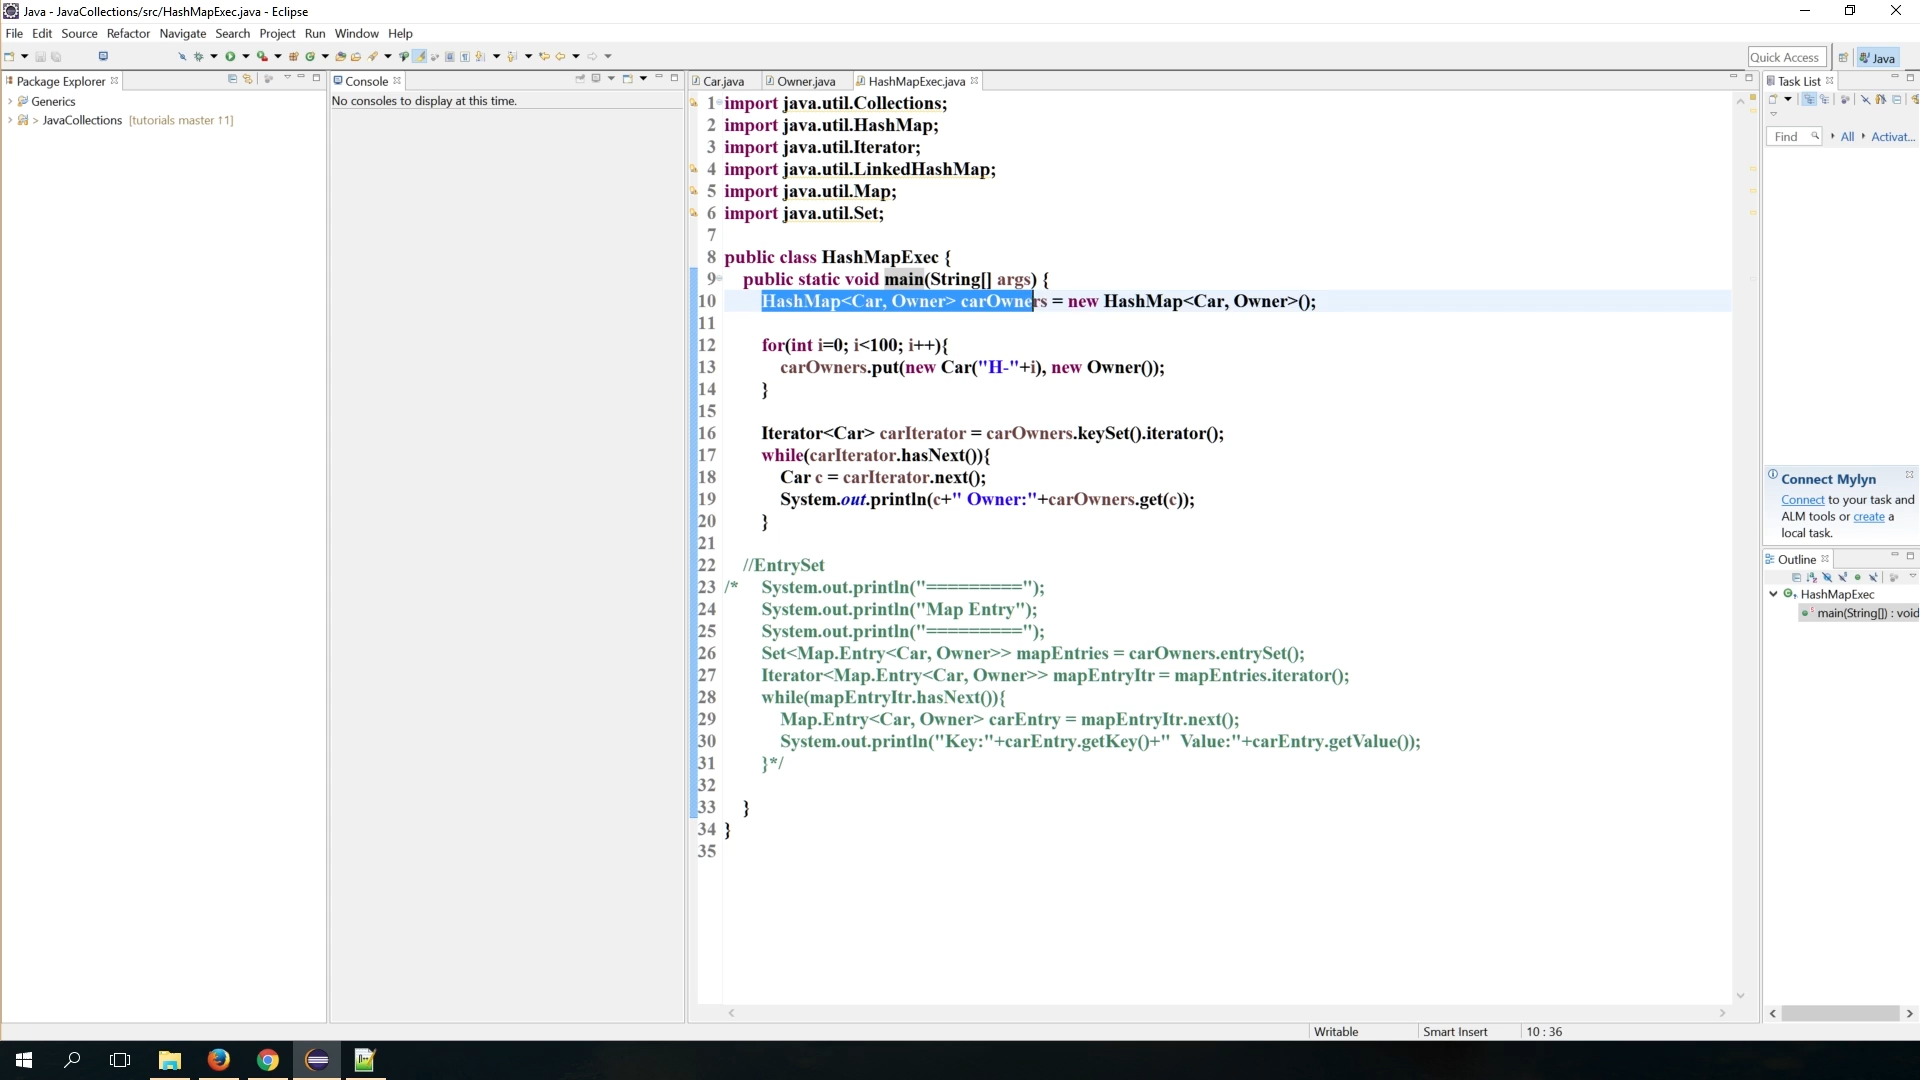 Java - JavaCollections/src/HashMapExec.java - Eclipse
File Edit Source Refactor Navigate Search Project Run Window Help
Quick Access
Java
Package Explorer
Generics
> JavaCollections [tutorials master ↑1]
Console
No consoles to display at this time.
Car.java Owner.java HashMapExec.java
1 import java.util.Collections;
2 import java.util.HashMap;
3 import java.util.Iterator;
4 import java.util.LinkedHashMap;
5 import java.util.Map;
6 import java.util.Set;
7
8 public class HashMapExec {
9 public static void main(String[] args) {
10 HashMap<Car, Owner> carOwners = new HashMap<Car, Owner>();
11
12 for(int i=0; i<100; i++){
13 carOwners.put(new Car("H-"+i), new Owner());
14 }
15
16 Iterator<Car> carIterator = carOwners.keySet().iterator();
17 while(carIterator.hasNext()){
18 Car c = carIterator.next();
19 System.out.println(c+" Owner:"+carOwners.get(c));
20 }
21
22 //EntrySet
23 /* System.out.println("=========");
24 System.out.println("Map Entry");
25 System.out.println("=========");
26 Set<Map.Entry<Car, Owner>> mapEntries = carOwners.entrySet();
27 Iterator<Map.Entry<Car, Owner>> mapEntryItr = mapEntries.iterator();
28 while(mapEntryItr.hasNext()){
29 Map.Entry<Car, Owner> carEntry = mapEntryItr.next();
30 System.out.println("Key:"+carEntry.getKey()+"  Value:"+carEntry.getValue());
31 }*/
32
33 }
34 }
35
Task List
Find All Activat...
Connect Mylyn
Connect to your task and
ALM tools or create a
local task.
Outline
HashMapExec
main(String[]) : void
Writable Smart Insert 10 : 36